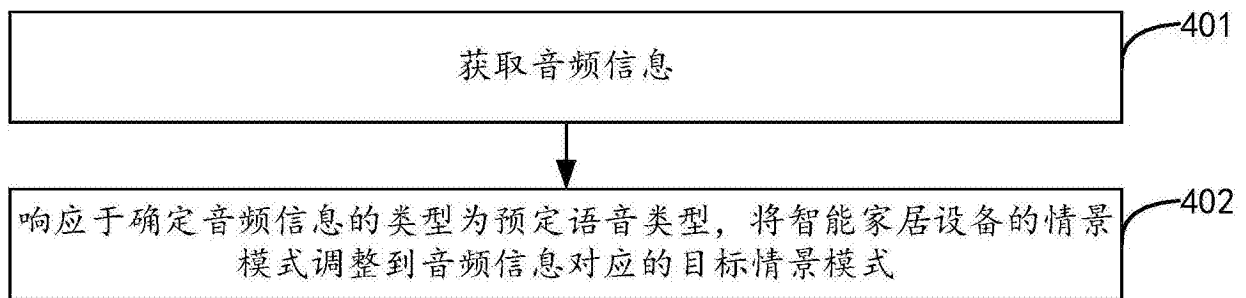 获取音频信息
401
响应于确定音频信息的类型为预定语音类型，将智能家居设备的情景
模式调整到音频信息对应的目标情景模式
402